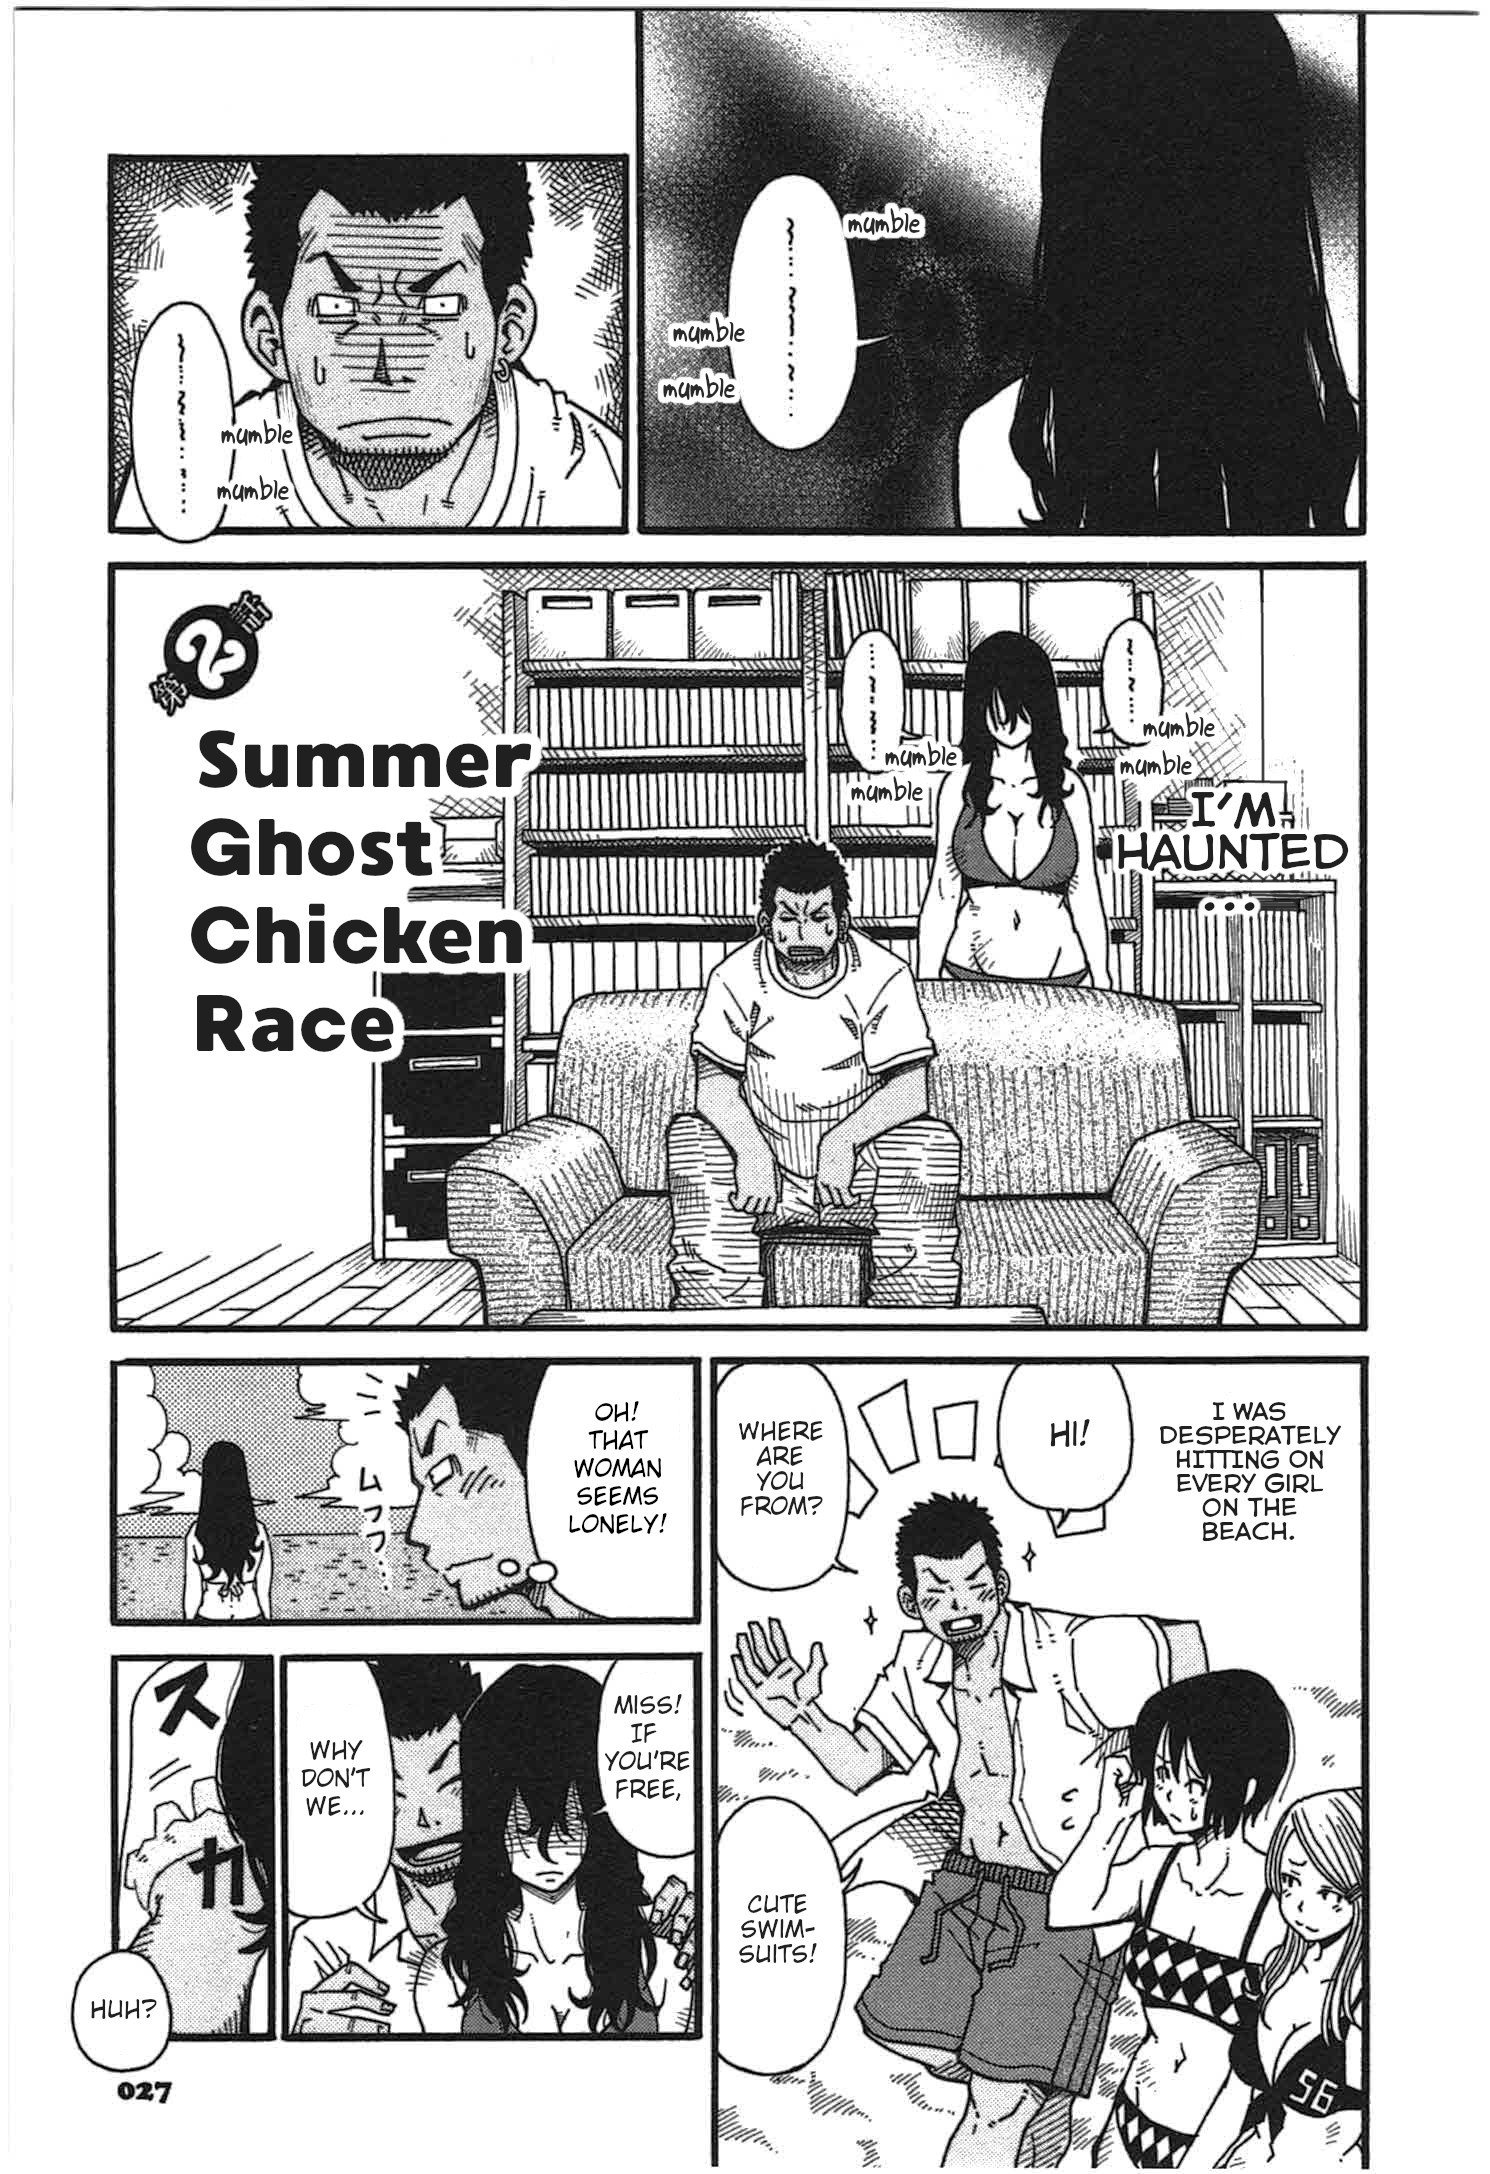 mumble
mumble
mumble
mumble
mumble
第2話
Summer
Ghost
Chicken
Race
mumble
mumble
mumble
mumble
I'M
HAUNTED
...
I WAS
DESPERATELY
HITTING ON
EVERY GIRL
ON THE
BEACH.
HI!
WHERE
ARE
YOU
FROM?
CUTE
SWIM-
SUITS!
56
OH!
THAT
WOMAN
SEEMS
LONELY!
ムフフ...
MISS!
IF
YOU'RE
FREE,
WHY
DON'T
WE...
スカ
HUH?
027